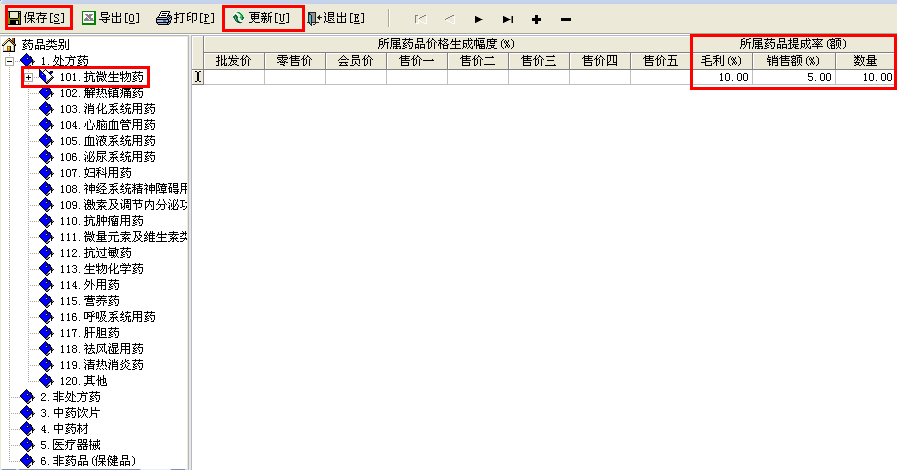 保存[S] 导出[O] 打印[P] 更新[U] 退出[E]
药品类别
1.处方药
101.抗微生物药
102.解热镇痛药
103.消化系统用药
104.心脑血管用药
105.血液系统用药
106.泌尿系统用药
107.妇科用药
108.神经系统精神障碍用
109.激素及调节内分泌功
110.抗肿瘤用药
111.微量元素及维生素类
112.抗过敏药
113.生物化学药
114.外用药
115.营养药
116.呼吸系统用药
117.肝胆药
118.祛风湿用药
119.清热消炎药
120.其他
2.非处方药
3.中药饮片
4.中药材
5.医疗器械
6.非药品(保健品)
所属药品价格生成幅度(%) 所属药品提成率(额)
批发价 零售价 会员价 售价一 售价二 售价三 售价四 售价五 毛利(%) 销售额(%) 数量
10.00 5.00 10.00